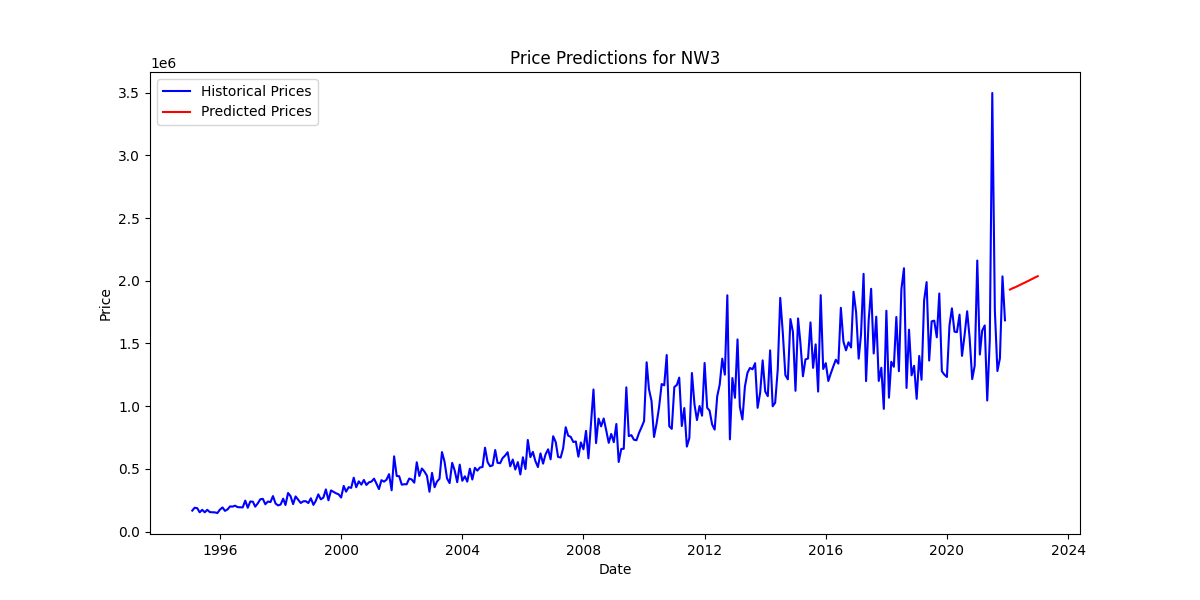 Price Predictions for NW3
1e6
Historical Prices
Predicted Prices
3.5
3.0
2.5
2.0
1.5
1.0
0.5
0.0
Price
1996 2000 2004 2008 2012 2016 2020 2024
Date